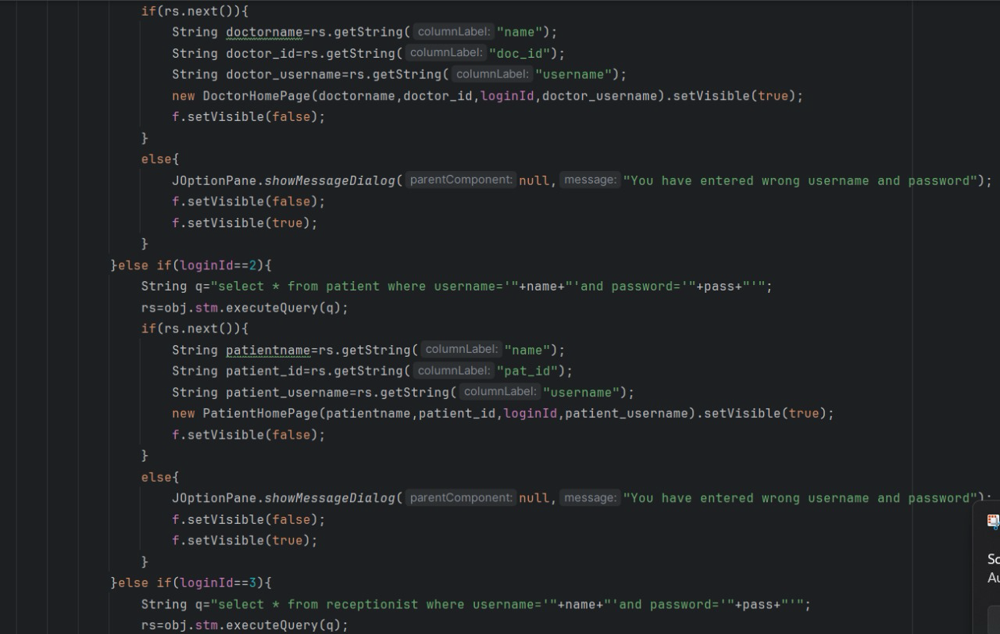 if(rs.next()){
String doctorname=rs.getString( columnLabel: "name");
String doctor_id=rs.getString( columnLabel: "doc_id");
String doctor_username=rs.getString( columnLabel: "username");
new DoctorHomePage(doctorname,doctor_id,loginId,doctor_username).setVisible(true);
f.setVisible(false);
}
else{
JOptionPane.showMessageDialog( parentComponent: null, message: "You have entered wrong username and password");
f.setVisible(false);
f.setVisible(true);
}
}else if(loginId==2){
String q="select * from patient where username='"+name+"'and password='"+pass+"'";
rs=obj.stm.executeQuery(q);
if(rs.next()){
String patientname=rs.getString( columnLabel: "name");
String patient_id=rs.getString( columnLabel: "pat_id");
String patient_username=rs.getString( columnLabel: "username");
new PatientHomePage(patientname,patient_id,loginId,patient_username).setVisible(true);
f.setVisible(false);
}
else{
JOptionPane.showMessageDialog( parentComponent: null, message: "You have entered wrong username and password");
f.setVisible(false);
f.setVisible(true);
}
}else if(loginId==3){
String q="select * from receptionist where username='"+name+"'and password='"+pass+"'";
rs=obj.stm.executeQuery(q);